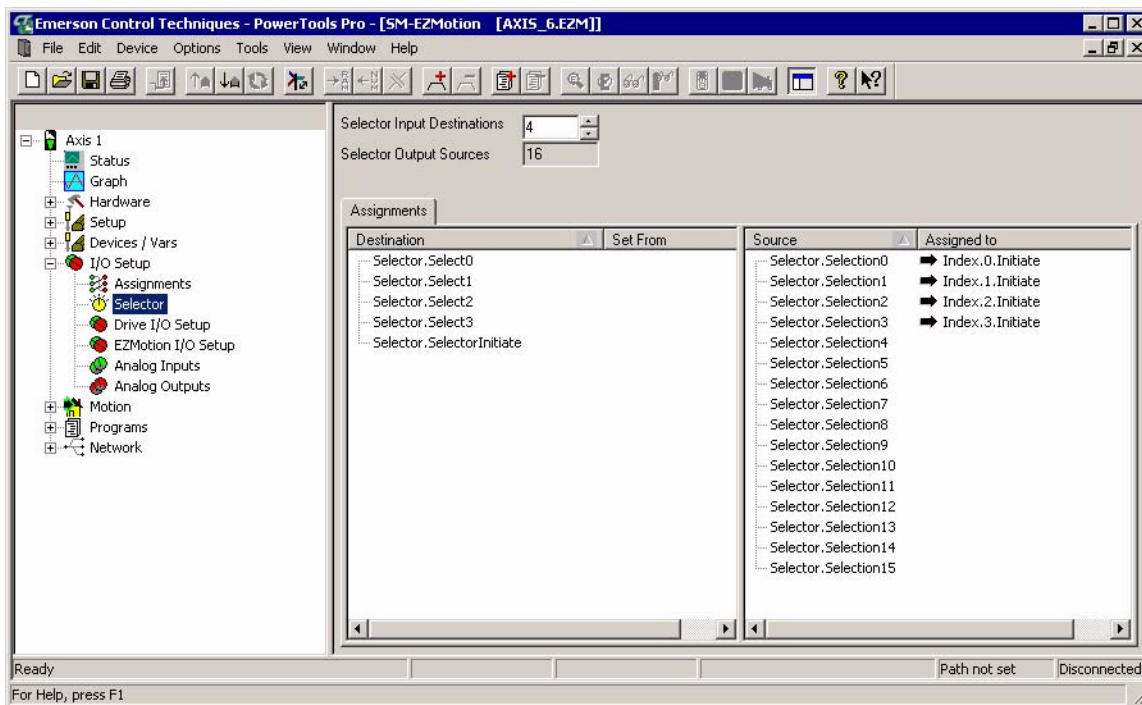 Emerson Control Techniques - PowerTools Pro - [SM-EZMotion [AXIS_6.EZM]]
File Edit Device Options Tools View Window Help
Selector Input Destinations 4
Selector Output Sources 16
Axis 1
Status
Graph
Hardware
Setup
Devices / Vars
I/O Setup
Assignments
Selector
Drive I/O Setup
EZMotion I/O Setup
Analog Inputs
Analog Outputs
Motion
Programs
Network
Assignments
Destination Set From
Selector.Select0
Selector.Select1
Selector.Select2
Selector.Select3
Selector.SelectorInitiate
Source Assigned to
Selector.Selection0 Index.0.Initiate
Selector.Selection1 Index.1.Initiate
Selector.Selection2 Index.2.Initiate
Selector.Selection3 Index.3.Initiate
Selector.Selection4
Selector.Selection5
Selector.Selection6
Selector.Selection7
Selector.Selection8
Selector.Selection9
Selector.Selection10
Selector.Selection11
Selector.Selection12
Selector.Selection13
Selector.Selection14
Selector.Selection15
Ready Path not set Disconnected
For Help, press F1